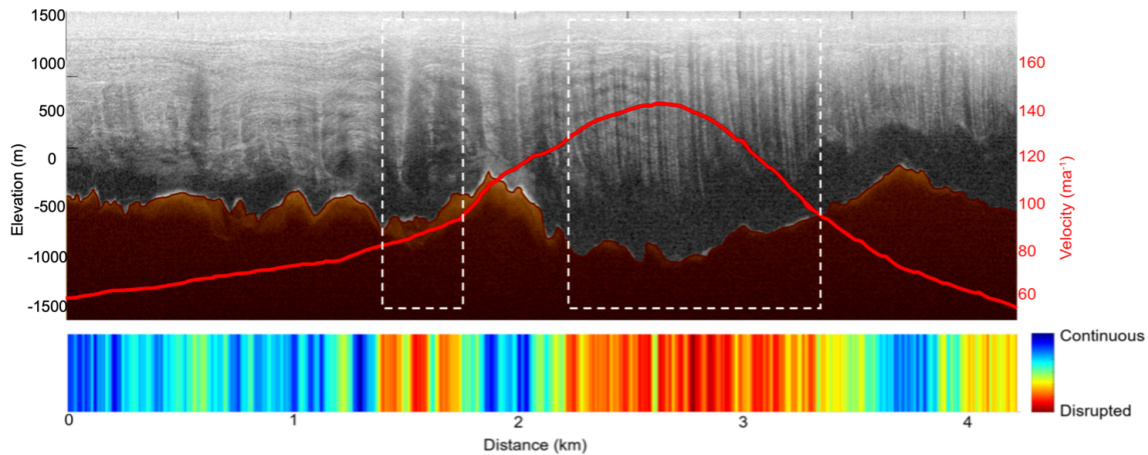 1500
1000
500
0
-500
-1000
-1500
Elevation (m)
160
140
120
100
80
60
Velocity (ma⁻¹)
Continuous
Disrupted
0 1 2 3 4
Distance (km)